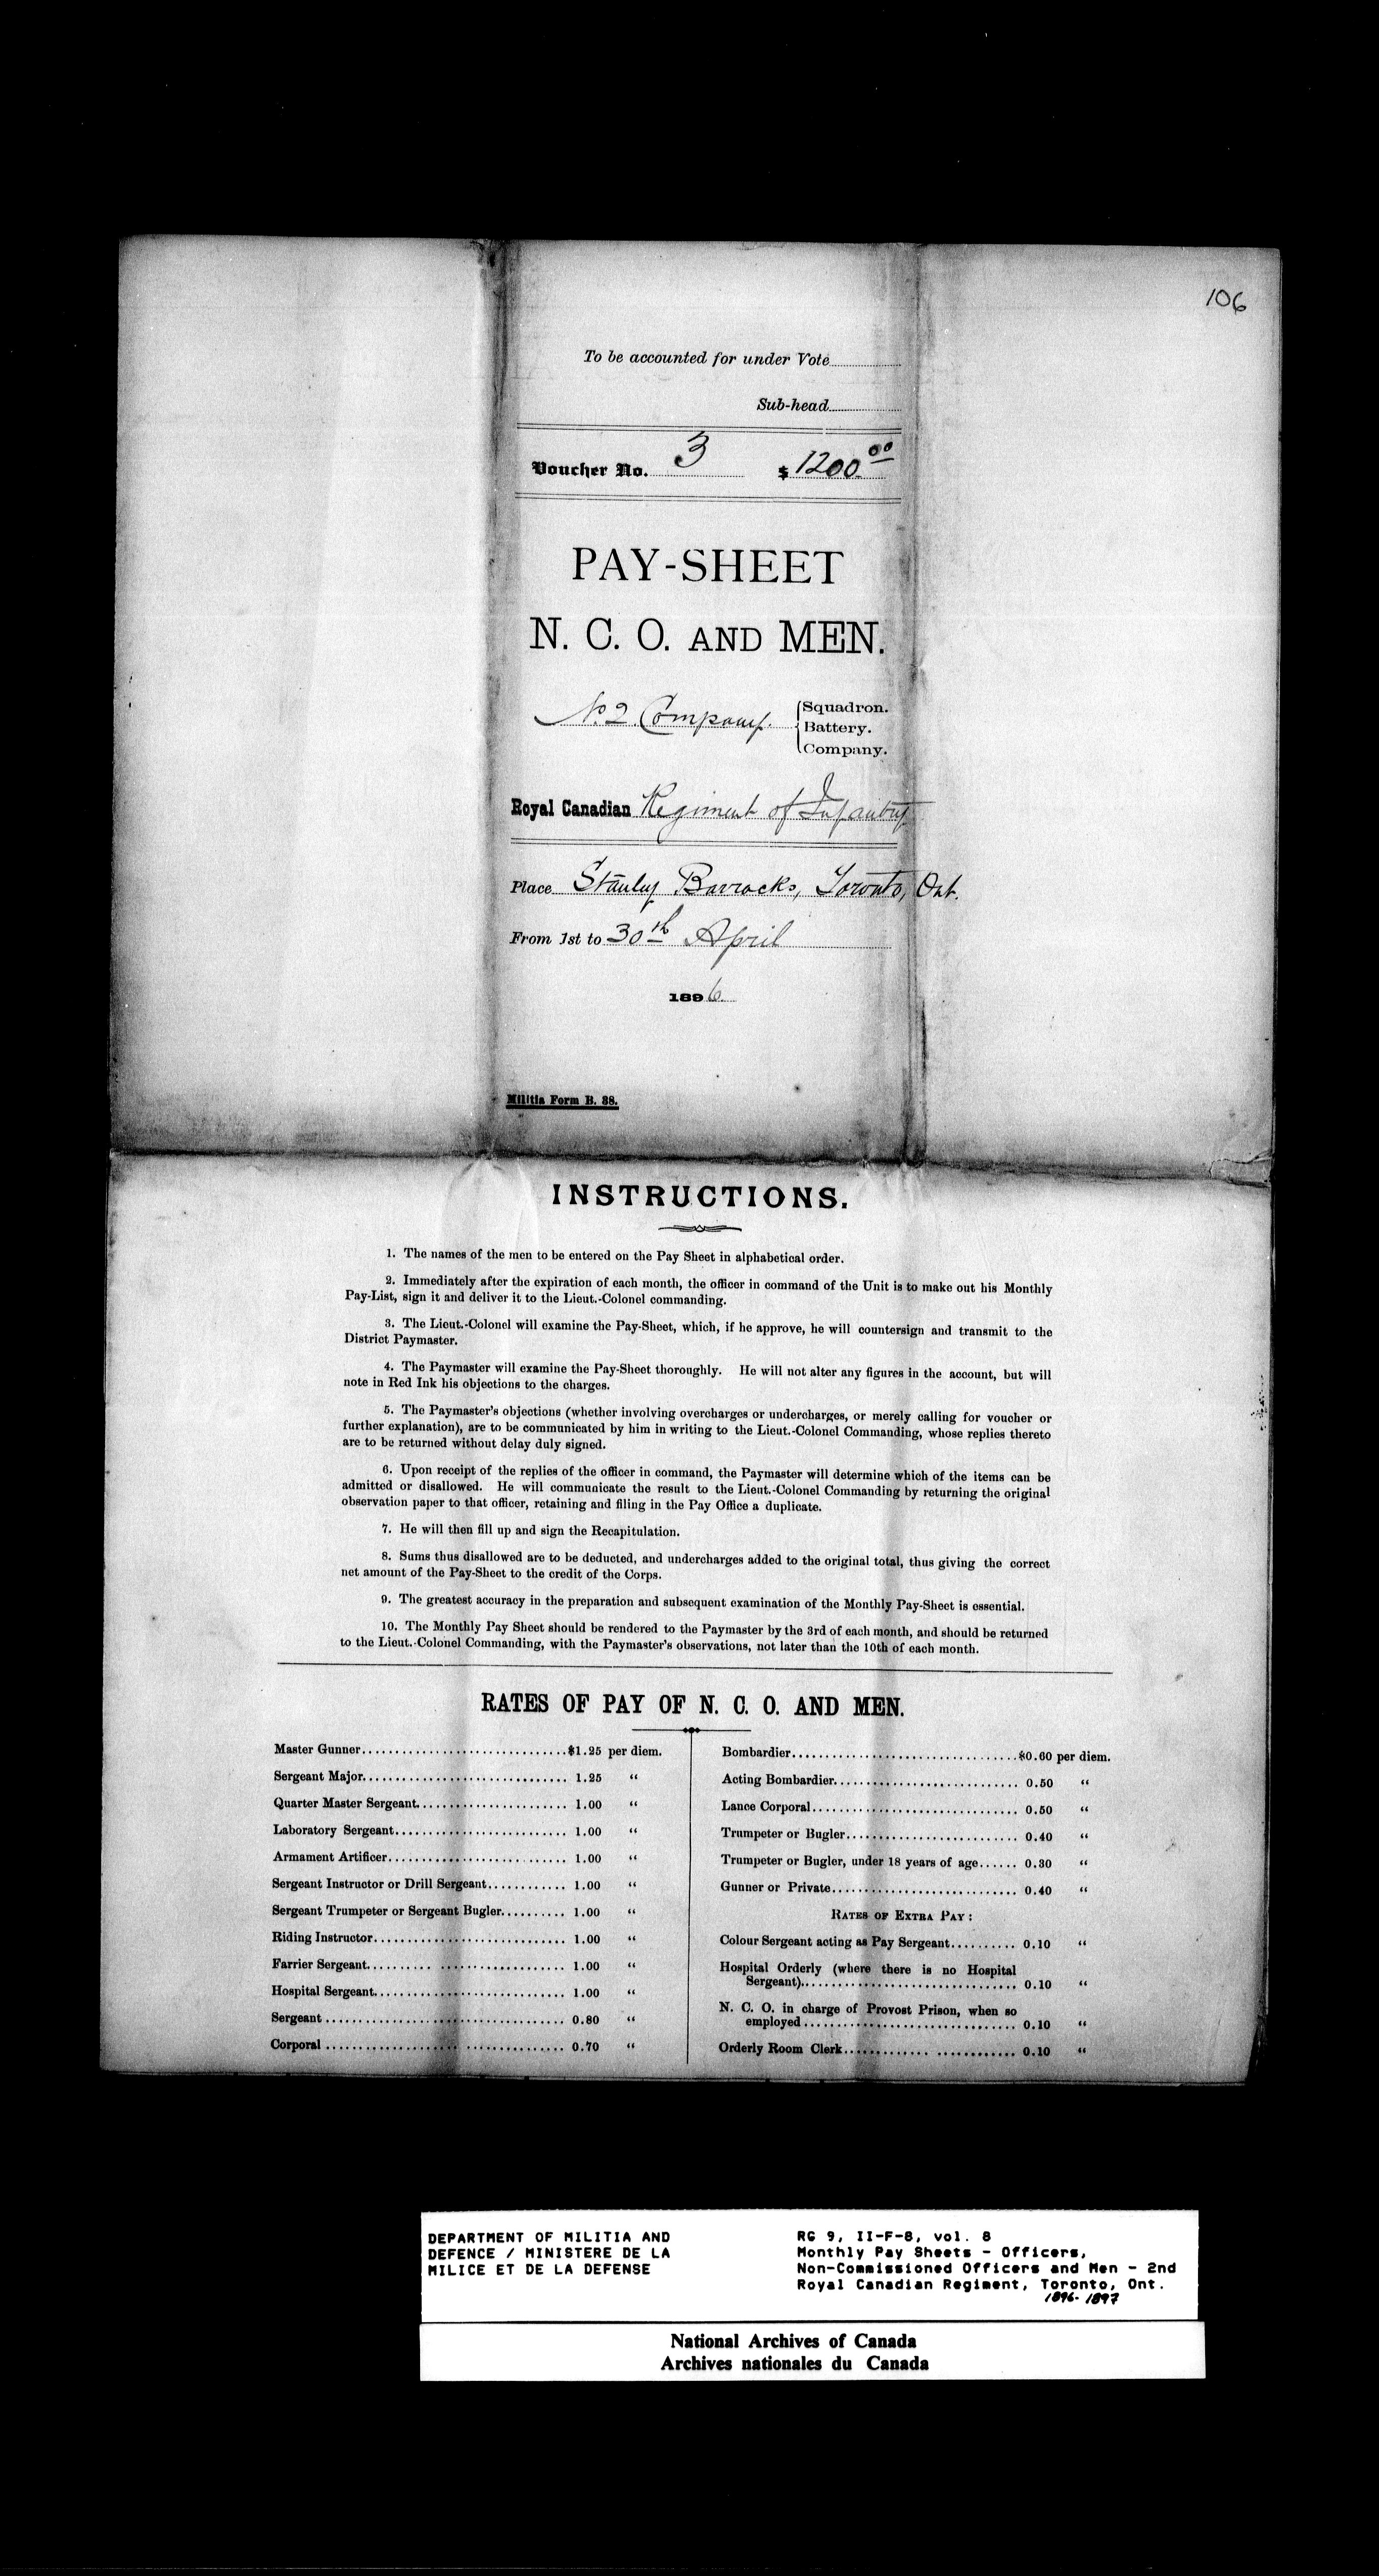 106
To be accounted for under Vote
Sub-head
Voucher No. 3 $ 1200.00
PAY-SHEET
N. C. O. AND MEN.
No. 2 Company.
Squadron.
Battery.
Company.
Royal Canadian Regiment of Infantry
Place Stanley Barracks, Toronto, Ont.
From 1st to 30th April
1896.
Militia Form B. 38.
INSTRUCTIONS.
1. The names of the men to be entered on the Pay Sheet in alphabetical order.
2. Immediately after the expiration of each month, the officer in command of the Unit is to make out his Monthly
Pay-List, sign it and deliver it to the Lieut.-Colonel commanding.
3. The Lieut.-Colonel will examine the Pay-Sheet, which, if he approve, he will countersign and transmit to the
District Paymaster.
4. The Paymaster will examine the Pay-Sheet thoroughly. He will not alter any figures in the account, but will
note in Red Ink his objections to the charges.
5. The Paymaster's objections (whether involving overcharges or undercharges, or merely calling for voucher or
further explanation), are to be communicated by him in writing to the Lieut.-Colonel Commanding, whose replies thereto
are to be returned without delay duly signed.
6. Upon receipt of the replies of the officer in command, the Paymaster will determine which of the items can be
admitted or disallowed. He will communicate the result to the Lieut.-Colonel Commanding by returning the original
observation paper to that officer, retaining and filing in the Pay Office a duplicate.
7. He will then fill up and sign the Recapitulation.
8. Sums thus disallowed are to be deducted, and undercharges added to the original total, thus giving the correct
net amount of the Pay-Sheet to the credit of the Corps.
9. The greatest accuracy in the preparation and subsequent examination of the Monthly Pay-Sheet is essential.
10. The Monthly Pay Sheet should be rendered to the Paymaster by the 3rd of each month, and should be returned
to the Lieut.-Colonel Commanding, with the Paymaster's observations, not later than the 10th of each month.
RATES OF PAY OF N. C. O. AND MEN.
Master Gunner $1.25 per diem.
Sergeant Major 1.25 "
Quarter Master Sergeant 1.00 "
Laboratory Sergeant 1.00 "
Armament Artificer 1.00 "
Sergeant Instructor or Drill Sergeant 1.00 "
Sergeant Trumpeter or Sergeant Bugler 1.00 "
Riding Instructor 1.00 "
Farrier Sergeant 1.00 "
Hospital Sergeant 1.00 "
Sergeant 0.80 "
Corporal 0.70 "
Bombardier $0.60 per diem.
Acting Bombardier 0.50 "
Lance Corporal 0.50 "
Trumpeter or Bugler 0.40 "
Trumpeter or Bugler, under 18 years of age 0.30 "
Gunner or Private 0.40 "
RATES OF EXTRA PAY:
Colour Sergeant acting as Pay Sergeant 0.10 "
Hospital Orderly (where there is no Hospital
Sergeant) 0.10 "
N. C. O. in charge of Provost Prison, when so
employed 0.10 "
Orderly Room Clerk 0.10 "
DEPARTMENT OF MILITIA AND
DEFENCE / MINISTERE DE LA
MILICE ET DE LA DEFENSE
RG 9, II-F-8, vol. 8
Monthly Pay Sheets - Officers,
Non-Commissioned Officers and Men - 2nd
Royal Canadian Regiment, Toronto, Ont.
1896-1897
National Archives of Canada
Archives nationales du Canada